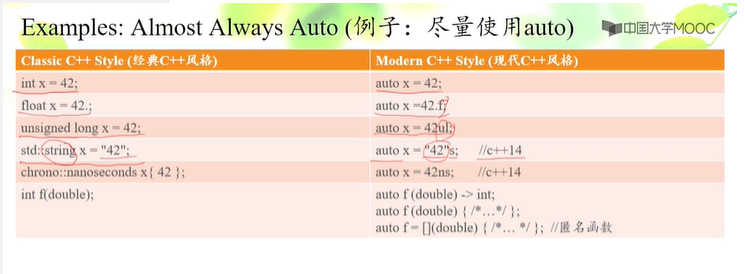 Examples: Almost Always Auto (例子：尽量使用auto)
中国大学MOOC
Classic C++ Style (经典C++风格)
Modern C++ Style (现代C++风格)
int x = 42;
auto x = 42;
float x = 42.;
auto x =42.f;
unsigned long x = 42;
auto x = 42ul;
std::string x = "42";
auto x = "42"s; //c++14
chrono::nanoseconds x{ 42 };
auto x = 42ns; //c++14
int f(double);
auto f (double) -> int;
auto f (double) { /*...*/ };
auto f = [](double) { /*... */ }; //匿名函数